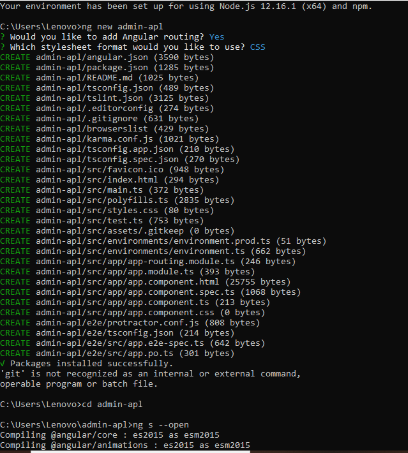 Your environment has been set up for using Node.js 12.16.1 (x64) and npm.
C:\Users\Lenovo>ng new admin-apl
? Would you like to add Angular routing? Yes
? Which stylesheet format would you like to use? CSS
CREATE admin-apl/angular.json (3590 bytes)
CREATE admin-apl/package.json (1285 bytes)
CREATE admin-apl/README.md (1025 bytes)
CREATE admin-apl/tsconfig.json (489 bytes)
CREATE admin-apl/tslint.json (3125 bytes)
CREATE admin-apl/.editorconfig (274 bytes)
CREATE admin-apl/.gitignore (631 bytes)
CREATE admin-apl/browserslist (429 bytes)
CREATE admin-apl/karma.conf.js (1021 bytes)
CREATE admin-apl/tsconfig.app.json (210 bytes)
CREATE admin-apl/tsconfig.spec.json (270 bytes)
CREATE admin-apl/src/favicon.ico (948 bytes)
CREATE admin-apl/src/index.html (294 bytes)
CREATE admin-apl/src/main.ts (372 bytes)
CREATE admin-apl/src/polyfills.ts (2835 bytes)
CREATE admin-apl/src/styles.css (80 bytes)
CREATE admin-apl/src/test.ts (753 bytes)
CREATE admin-apl/src/assets/.gitkeep (0 bytes)
CREATE admin-apl/src/environments/environment.prod.ts (51 bytes)
CREATE admin-apl/src/environments/environment.ts (662 bytes)
CREATE admin-apl/src/app/app-routing.module.ts (246 bytes)
CREATE admin-apl/src/app/app.module.ts (393 bytes)
CREATE admin-apl/src/app/app.component.html (25755 bytes)
CREATE admin-apl/src/app/app.component.spec.ts (1068 bytes)
CREATE admin-apl/src/app/app.component.ts (213 bytes)
CREATE admin-apl/src/app/app.component.css (0 bytes)
CREATE admin-apl/e2e/protractor.conf.js (808 bytes)
CREATE admin-apl/e2e/tsconfig.json (214 bytes)
CREATE admin-apl/e2e/src/app.e2e-spec.ts (642 bytes)
CREATE admin-apl/e2e/src/app.po.ts (301 bytes)
√ Packages installed successfully.
'git' is not recognized as an internal or external command,
operable program or batch file.
C:\Users\Lenovo>cd admin-apl
C:\Users\Lenovo\admin-apl>ng s --open
Compiling @angular/core : es2015 as esm2015
Compiling @angular/animations : es2015 as esm2015